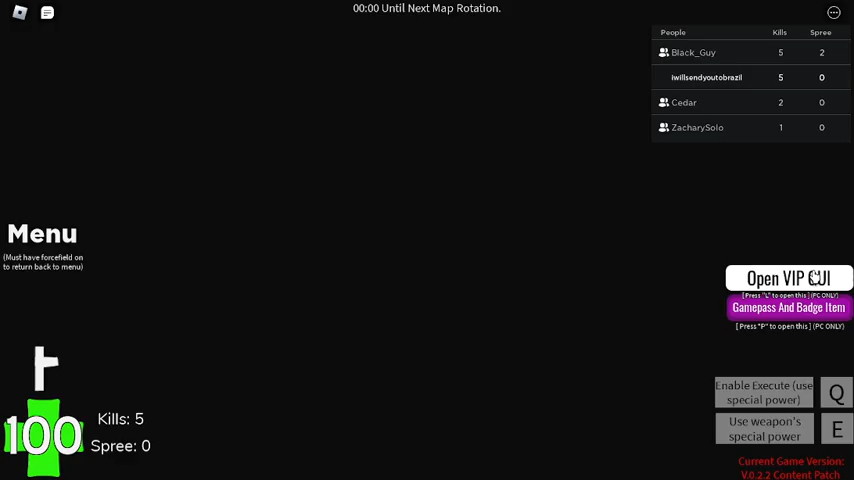 00:00 Until Next Map Rotation.
People Kills Spree
Black_Guy 5 2
iwillsendyoutobrazil 5 0
Cedar 2 0
ZacharySolo 1 0
Menu
(Must have forcefield on
to return back to menu)
Open VIP GUI
[ Press "L" to open this ] (PC ONLY)
Gamepass And Badge Item
[ Press "P" to open this ] (PC ONLY)
Enable Execute (use
special power)
Q
Use weapon's
special power
E
100
Kills: 5
Spree: 0
Current Game Version:
V.0.2.2 Content Patch